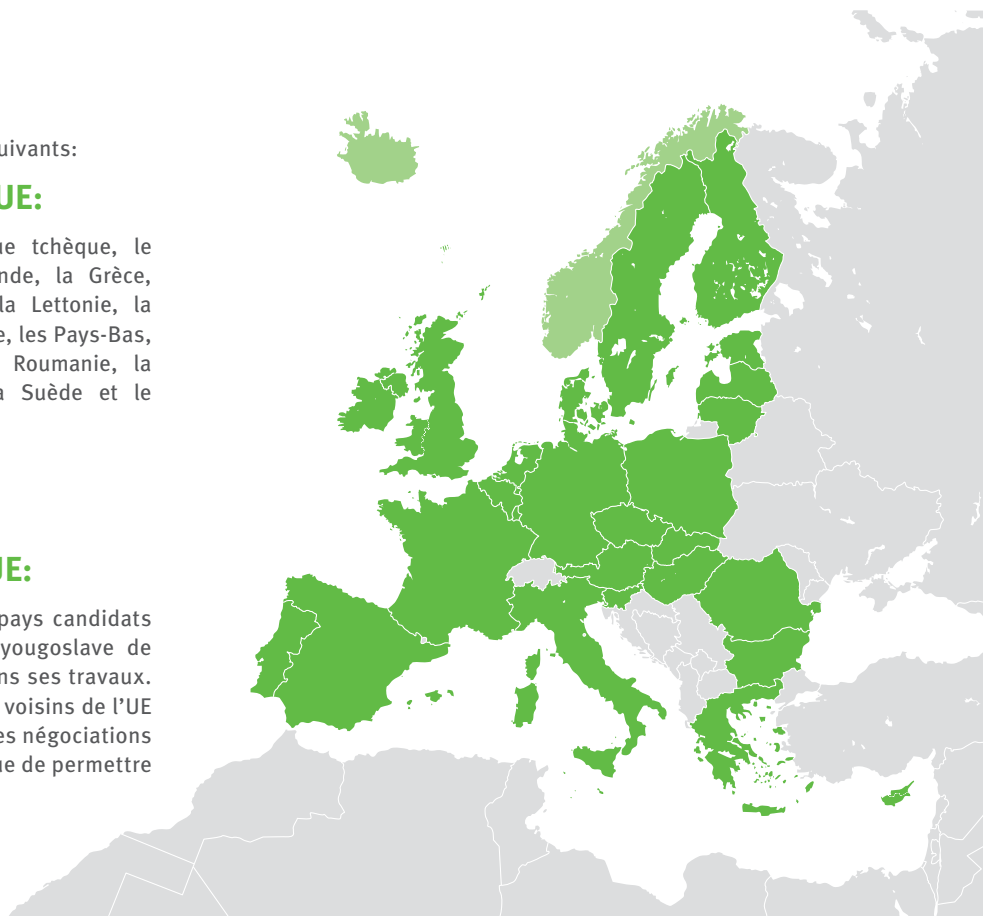 uivants:
UE:
ue tchèque, le
nde, la Grèce,
la Lettonie, la
e, les Pays-Bas,
Roumanie, la
a Suède et le
UE:
pays candidats
yougoslave de
ns ses travaux.
voisins de l’UE
es négociations
ue de permettre